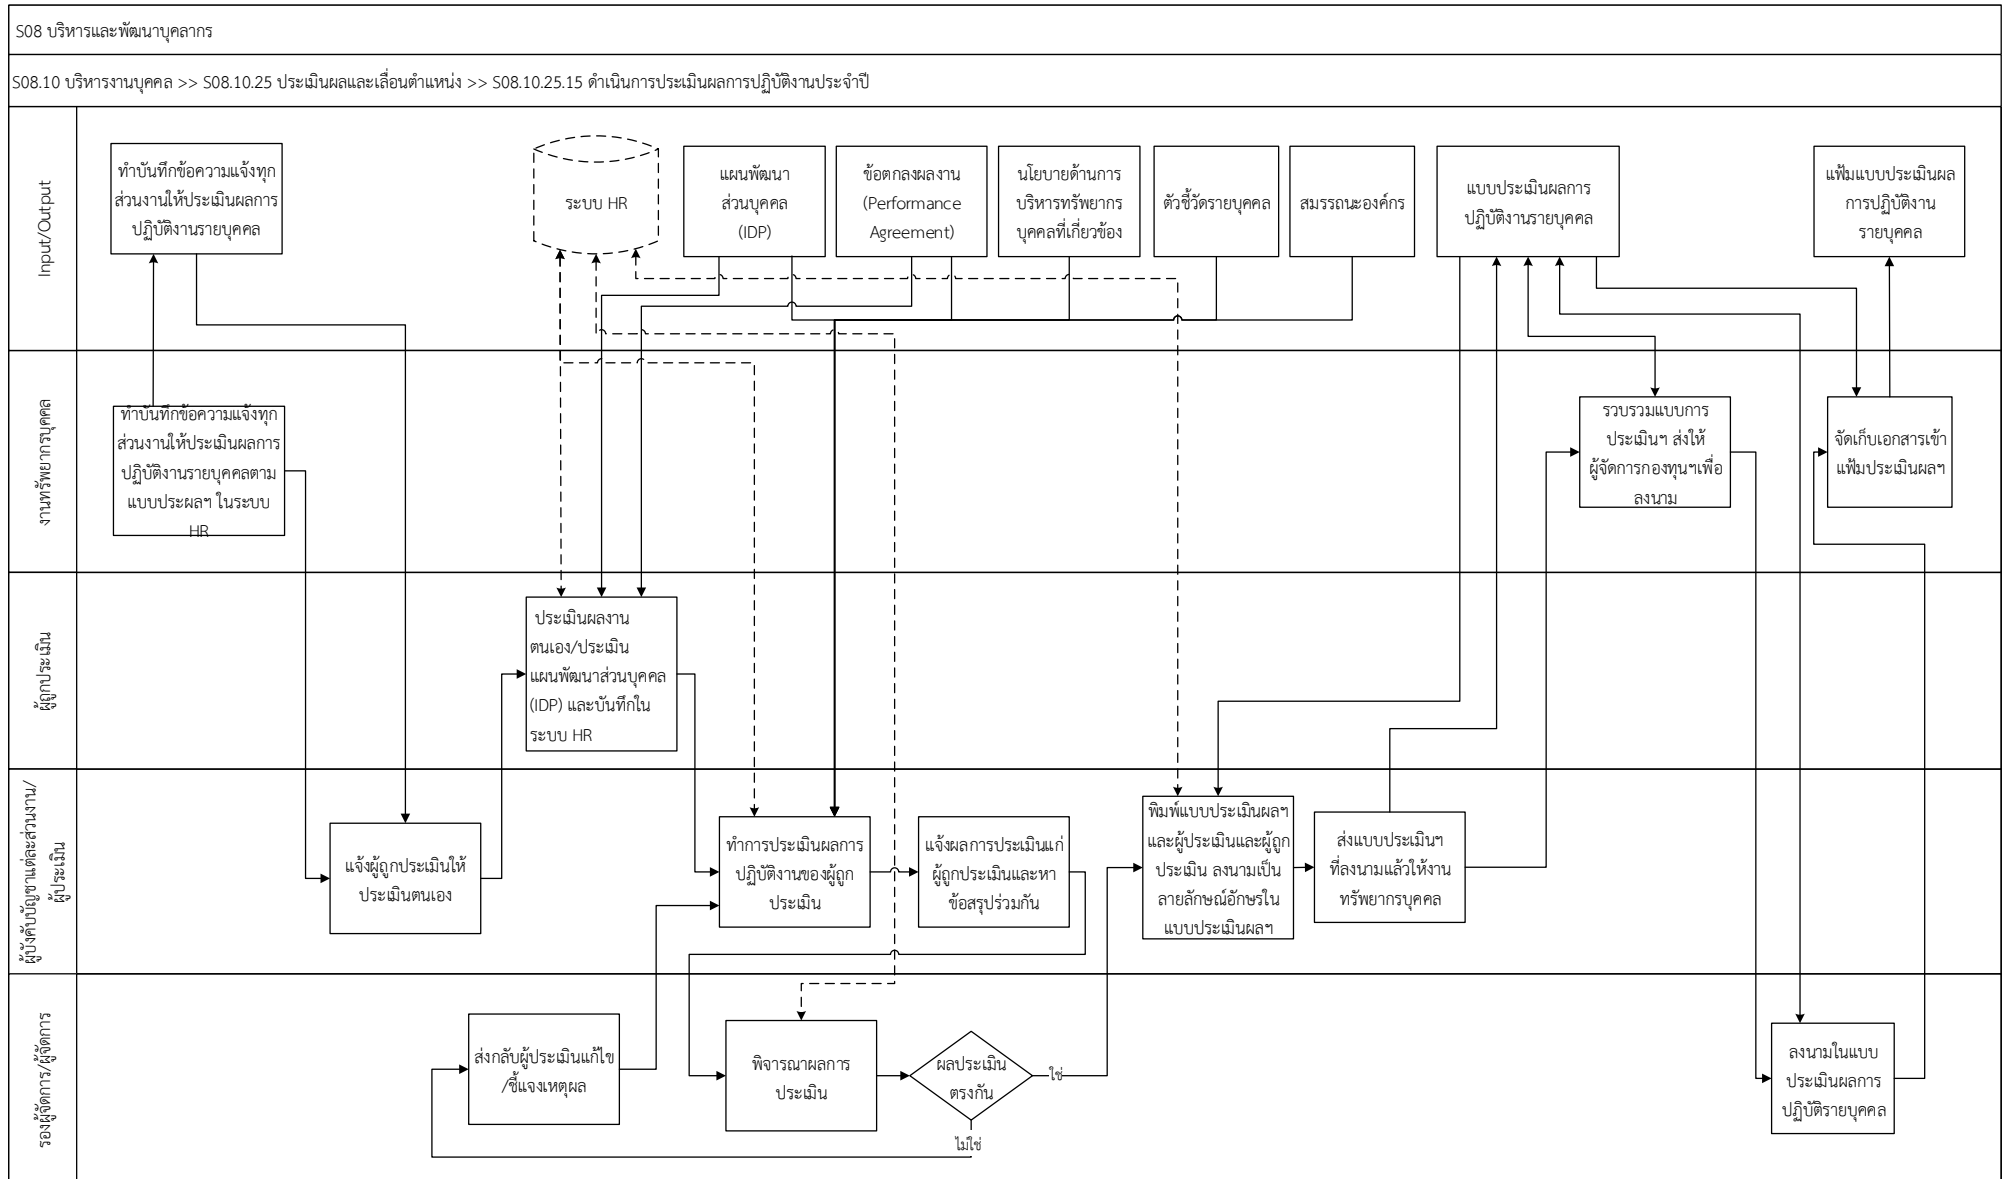 S08 บริหารและพัฒนาบุคลากร
S08.10 บริหารงานบุคคล >> S08.10.25 ประเมินผลและเลื่อนตำแหน่ง >> S08.10.25.15 ดำเนินการประเมินผลการปฏิบัติงานประจำปี
Input/Output
ทำบันทึกข้อความแจ้งทุก
ส่วนงานให้ประเมินผลการ
ปฏิบัติงานรายบุคคล
ระบบ HR
แผนพัฒนา
ส่วนบุคคล
(IDP)
ข้อตกลงผลงาน
(Performance
Agreement)
นโยบายด้านการ
บริหารทรัพยากร
บุคคลที่เกี่ยวข้อง
ตัวชี้วัดรายบุคคล
สมรรถนะองค์กร
แบบประเมินผลการ
ปฏิบัติงานรายบุคคล
แฟ้มแบบประเมินผล
การปฏิบัติงาน
รายบุคคล
งานทรัพยากรบุคคล
ทำบันทึกข้อความแจ้งทุก
ส่วนงานให้ประเมินผลการ
ปฏิบัติงานรายบุคคลตาม
แบบประผลฯ ในระบบ
HR
รวบรวมแบบการ
ประเมินฯ ส่งให้
ผู้จัดการกองทุนฯเพื่อ
ลงนาม
จัดเก็บเอกสารเข้า
แฟ้มประเมินผลฯ
ผู้ถูกประเมิน
ประเมินผลงาน
ตนเอง/ประเมิน
แผนพัฒนาส่วนบุคคล
(IDP) และบันทึกใน
ระบบ HR
ผู้บังคับบัญชาแต่ละส่วนงาน/
ผู้ประเมิน
แจ้งผู้ถูกประเมินให้
ประเมินตนเอง
ทำการประเมินผลการ
ปฏิบัติงานของผู้ถูก
ประเมิน
แจ้งผลการประเมินแก่
ผู้ถูกประเมินและหา
ข้อสรุปร่วมกัน
พิมพ์แบบประเมินผลฯ
และผู้ประเมินและผู้ถูก
ประเมิน ลงนามเป็น
ลายลักษณ์อักษรใน
แบบประเมินผลฯ
ส่งแบบประเมินฯ
ที่ลงนามแล้วให้งาน
ทรัพยากรบุคคล
รองผู้จัดการ/ผู้จัดการ
ส่งกลับผู้ประเมินแก้ไข
/ชี้แจงเหตุผล
พิจารณาผลการ
ประเมิน
ผลประเมิน
ตรงกัน
ใช่
ไม่ใช่
ลงนามในแบบ
ประเมินผลการ
ปฏิบัติรายบุคคล